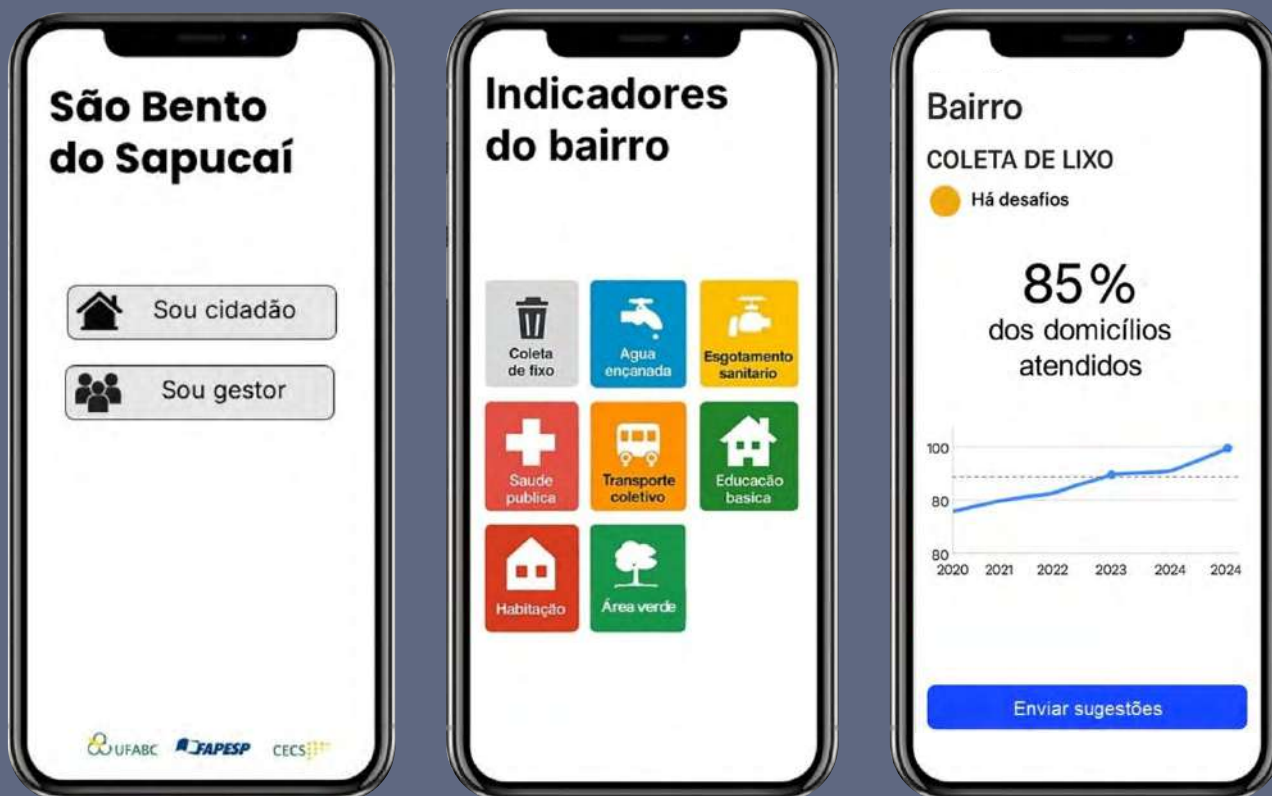 São Bento
do Sapucaí
Sou cidadão
Sou gestor
UFABC
FAPESP
CECS
Indicadores
do bairro
Coleta
de fixo
Agua
ençanada
Esgotamento
sanitario
Saude
publica
Transporte
coletivo
Educacão
basica
Habitação
Área verde
Bairro
COLETA DE LIXO
Há desafios
85%
dos domicílios
atendidos
100
80
80
2020 2021 2022 2023 2024 2024
Enviar sugestões